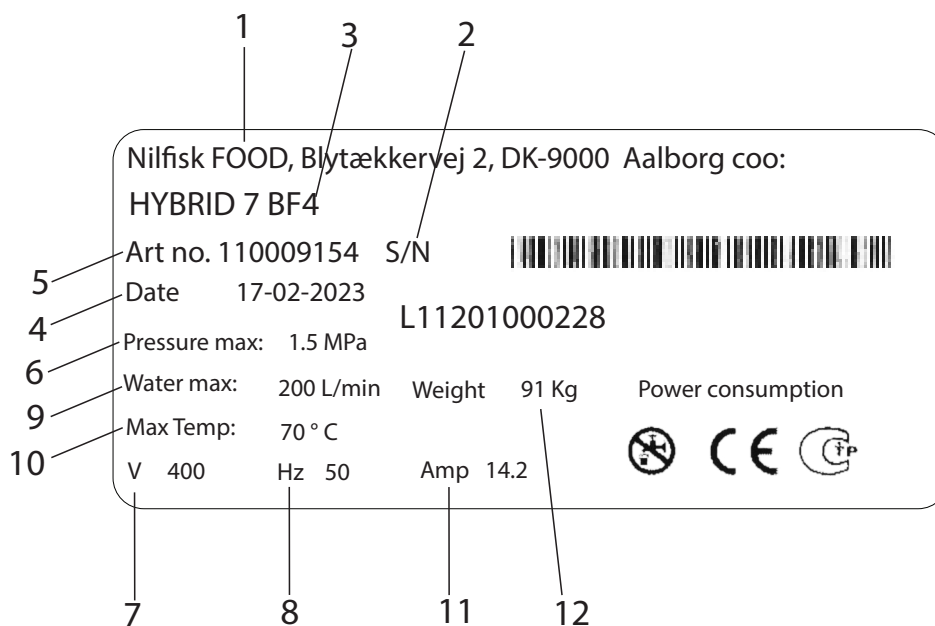 1
3
2
Nilfisk FOOD, Blytækkervej 2, DK-9000 Aalborg coo:
HYBRID 7 BF4
5
Art no. 110009154 S/N
4
Date 17-02-2023
L11201000228
6
Pressure max: 1.5 MPa
9
Water max: 200 L/min Weight 91 Kg Power consumption
10
Max Temp: 70 ° C
V 400 Hz 50 Amp 14.2
CE
C TP
7
8
11
12